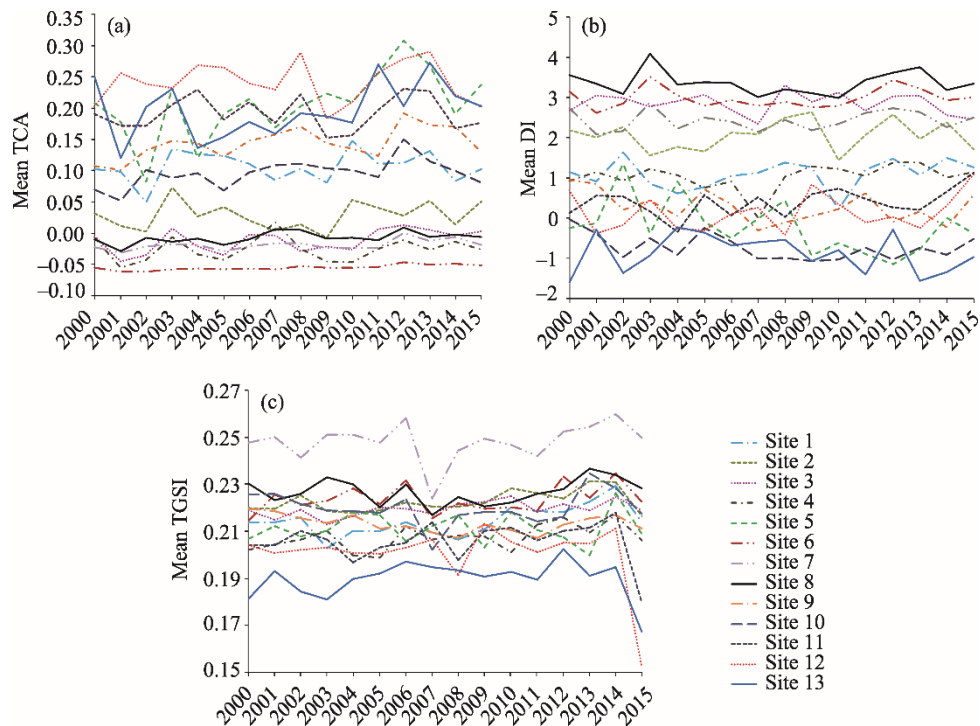 (a)
Mean TCA
0.35
0.30
0.25
0.20
0.15
0.10
0.05
0.00
–0.05
–0.10
2000 2001 2002 2003 2004 2005 2006 2007 2008 2009 2010 2011 2012 2013 2014 2015
(b)
Mean DI
5
4
3
2
1
0
–1
–2
2000 2001 2002 2003 2004 2005 2006 2007 2008 2009 2010 2011 2012 2013 2014 2015
(c)
Mean TGSI
0.27
0.25
0.23
0.21
0.19
0.17
0.15
2000 2001 2002 2003 2004 2005 2006 2007 2008 2009 2010 2011 2012 2013 2014 2015
Site 1
Site 2
Site 3
Site 4
Site 5
Site 6
Site 7
Site 8
Site 9
Site 10
Site 11
Site 12
Site 13